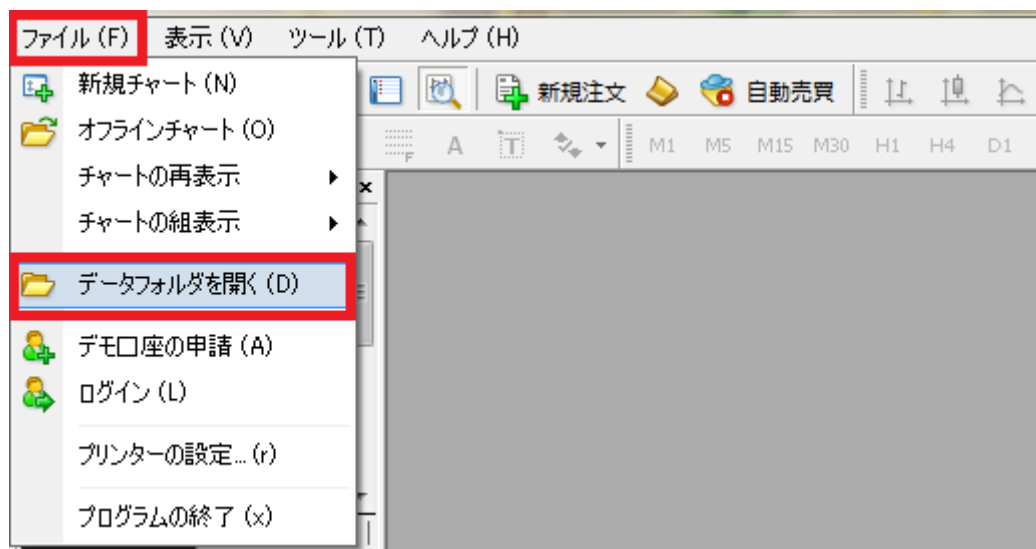 ファイル (F) 表示 (V) ツール (T) ヘルプ (H)
新規チャート (N)
新規注文 自動売買
オフラインチャート (O)
F A T M1 M5 M15 M30 H1 H4 D1
チャートの再表示
チャートの組表示
データフォルダを開く (D)
デモ口座の申請 (A)
ログイン (L)
プリンターの設定... (r)
プログラムの終了 (x)